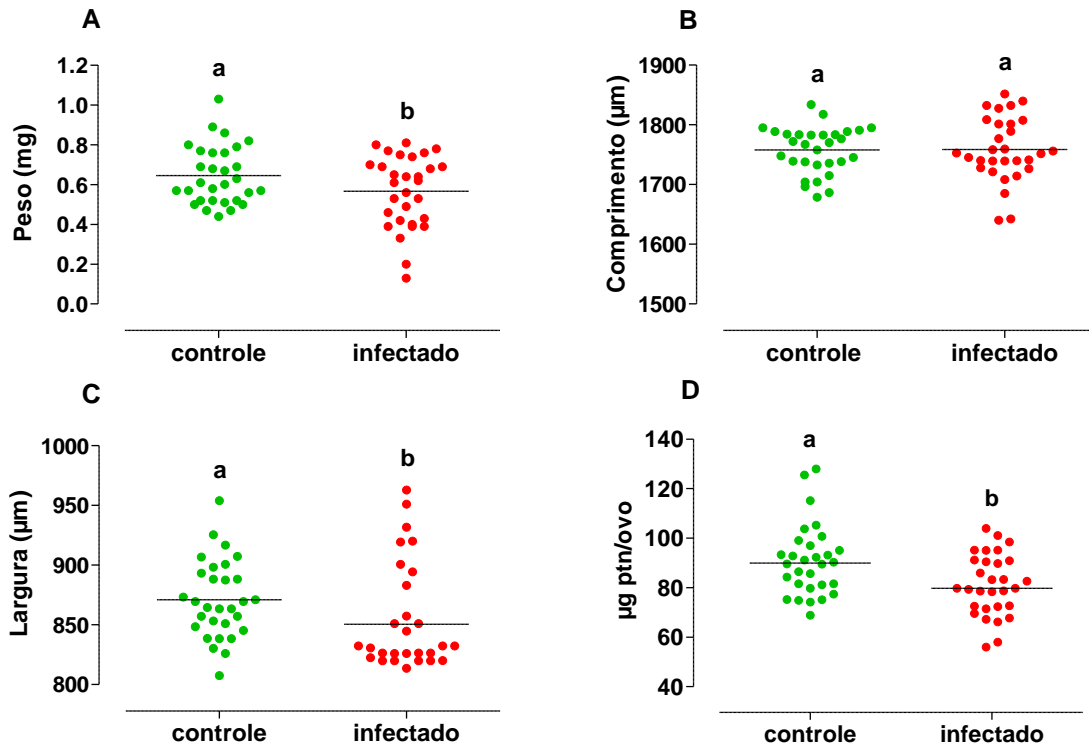 A
Peso (mg)
1.2
1.0
0.8
0.6
0.4
0.2
0.0
a
b
controle
infectado
B
Comprimento (µm)
1900
1800
1700
1600
1500
a
a
controle
infectado
C
Largura (µm)
1000
950
900
850
800
a
b
controle
infectado
D
µg ptn/ovo
140
120
100
80
60
40
a
b
controle
infectado